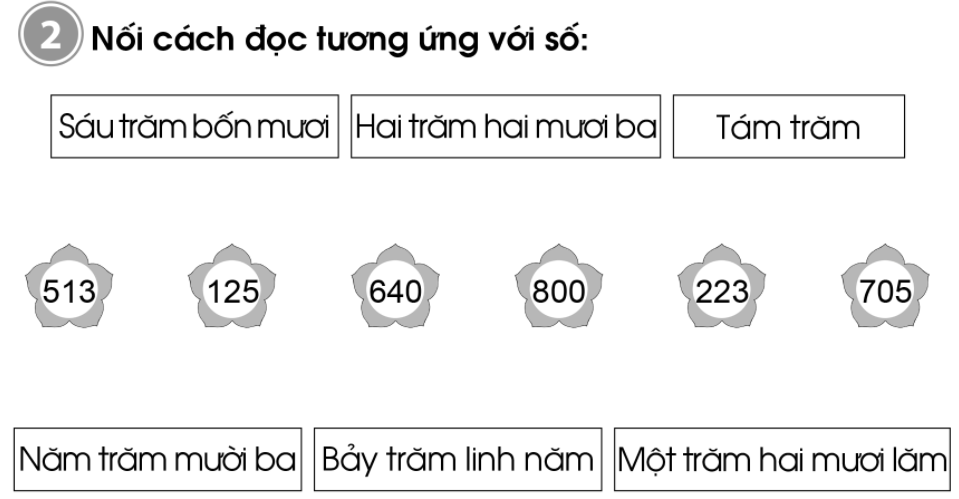 2 Nối cách đọc tương ứng với số:
Sáu trăm bốn mươi Hai trăm hai mươi ba Tám trăm
513 125 640 800 223 705
Năm trăm mười ba Bảy trăm linh năm Một trăm hai mươi lăm